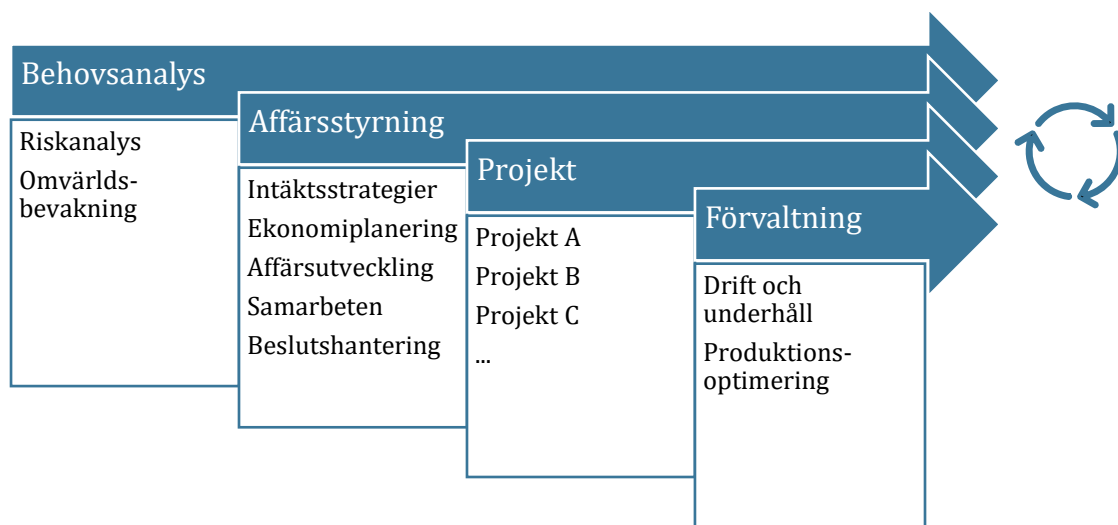 Behovsanalys
Riskanalys
Omvärlds-
bevakning
Affärsstyrning
Intäktsstrategier
Ekonomiplanering
Affärsutveckling
Samarbeten
Beslutshantering
Projekt
Projekt A
Projekt B
Projekt C
...
Förvaltning
Drift och
underhåll
Produktions-
optimering